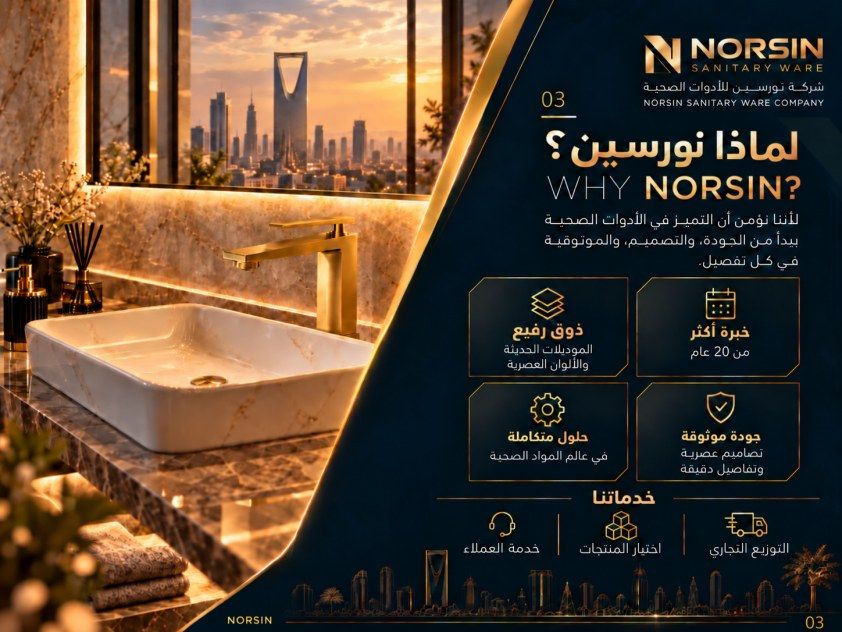 NORSIN
SANITARY WARE
شركة نورسين للأدوات الصحية
NORSIN SANITARY WARE COMPANY
03
لماذا نورسين؟
WHY NORSIN?
لأننا نؤمن أن التميز في الأدوات الصحية
يبدأ من الجودة، والتصميم، والموثوقية
في كل تفصيل.
خبرة أكثر
من 20 عام
ذوق رفيع
الموديلات الحديثة
والألوان العصرية
جودة موثوقة
تصاميم عصرية
وتفاصيل دقيقة
حلول متكاملة
في عالم المواد الصحية
خدماتنا
التوزيع التجاري
اختيار المنتجات
خدمة العملاء
NORSIN
03